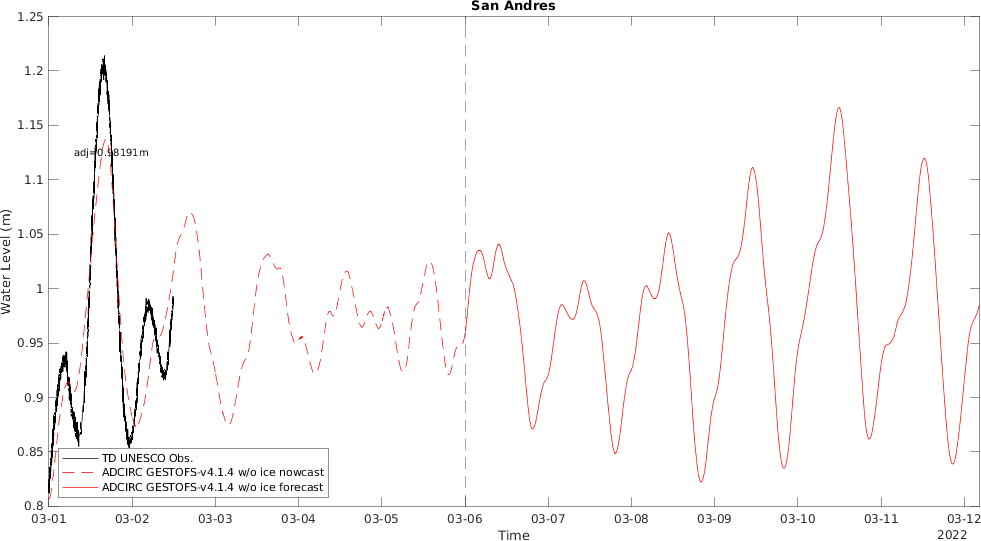 San Andres
1.25
1.2
1.15
1.1
1.05
1
0.95
0.9
0.85
0.8
Water Level (m)
adj=0.98191m
TD UNESCO Obs.
ADCIRC GESTOFS-v4.1.4 w/o ice nowcast
ADCIRC GESTOFS-v4.1.4 w/o ice forecast
03-01 03-02 03-03 03-04 03-05 03-06 03-07 03-08 03-09 03-10 03-11 03-12
Time
2022